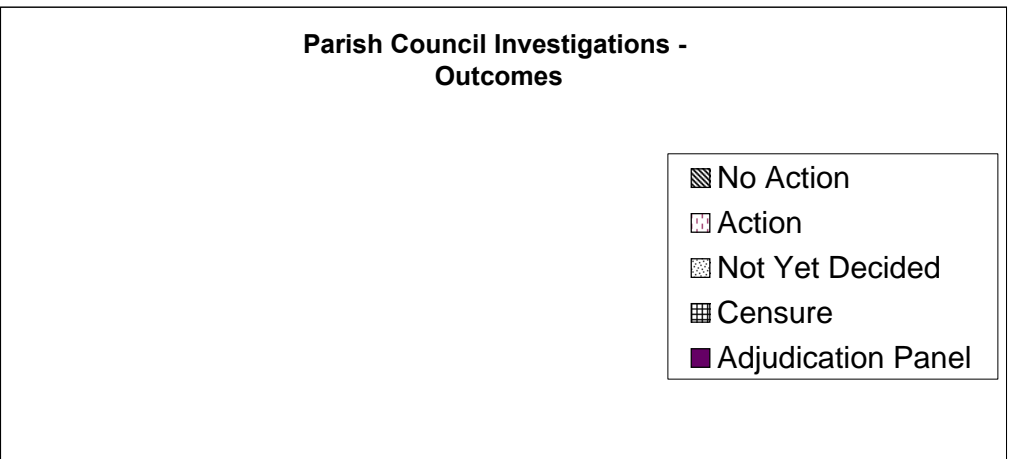 Parish Council Investigations -
Outcomes
No Action
Action
Not Yet Decided
Censure
Adjudication Panel